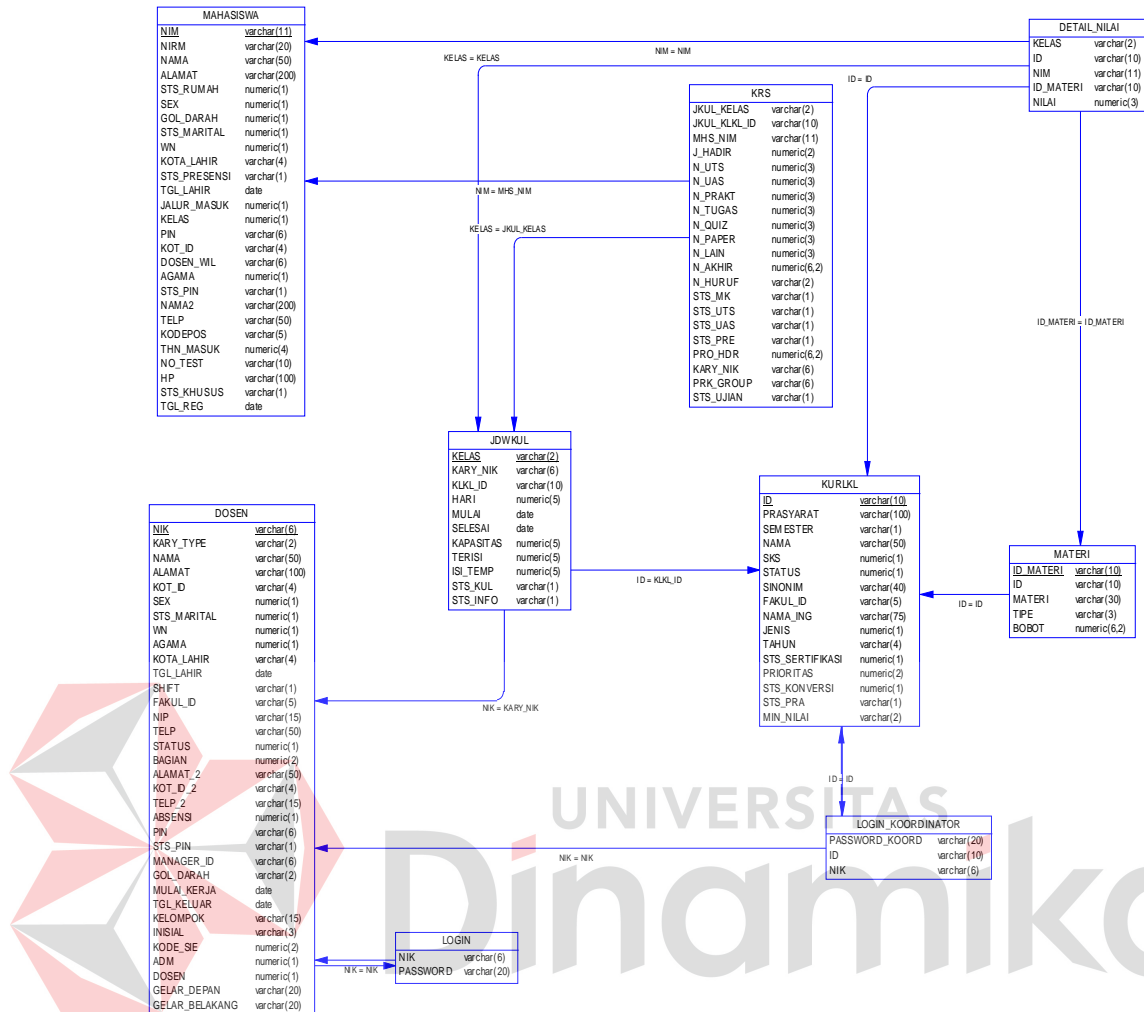 MAHASISWA
NIM varchar(11)
NIRM varchar(20)
NAMA varchar(50)
ALAMAT varchar(200)
STS_RUMAH numeric(1)
SEX numeric(1)
GOL_DARAH numeric(1)
STS_MARITAL numeric(1)
WN numeric(1)
KOTA_LAHIR varchar(4)
STS_PRESENSI varchar(1)
TGL_LAHIR date
JALUR_MASUK numeric(1)
KELAS numeric(1)
PIN varchar(6)
KOT_ID varchar(4)
DOSEN_WIL varchar(6)
AGAMA numeric(1)
STS_PIN varchar(1)
NAMA2 varchar(200)
TELP varchar(50)
KODEPOS varchar(5)
THN_MASUK numeric(4)
NO_TEST varchar(10)
HP varchar(100)
STS_KHUSUS varchar(1)
TGL_REG date
DETAIL_NILAI
KELAS varchar(2)
ID varchar(10)
NIM varchar(11)
ID_MATERI varchar(10)
NILAI numeric(3)
NIM = NIM
KELAS = KELAS
ID = ID
KRS
JKUL_KELAS varchar(2)
JKUL_KLKL_ID varchar(10)
MHS_NIM varchar(11)
J_HADIR numeric(2)
N_UTS numeric(3)
N_UAS numeric(3)
N_PRAKT numeric(3)
N_TUGAS numeric(3)
N_QUIZ numeric(3)
N_PAPER numeric(3)
N_LAIN numeric(3)
N_AKHIR numeric(6,2)
N_HURUF varchar(2)
STS_MK varchar(1)
STS_UTS varchar(1)
STS_UAS varchar(1)
STS_PRE varchar(1)
PRO_HDR numeric(6,2)
KARY_NIK varchar(6)
PRK_GROUP varchar(6)
STS_UJIAN varchar(1)
NIM = MHS_NIM
KELAS = JKUL_KELAS
ID_MATERI = ID_MATERI
JDWKUL
KELAS varchar(2)
KARY_NIK varchar(6)
KLKL_ID varchar(10)
HARI numeric(5)
MULAI date
SELESAI date
KAPASITAS numeric(5)
TERISI numeric(5)
ISI_TEMP numeric(5)
STS_KUL varchar(1)
STS_INFO varchar(1)
ID = KLKL_ID
KURLKL
ID varchar(10)
PRASYARAT varchar(100)
SEMESTER varchar(1)
NAMA varchar(50)
SKS numeric(1)
STATUS numeric(1)
SINONIM varchar(40)
FAKUL_ID varchar(5)
NAMA_ING varchar(75)
JENIS numeric(1)
TAHUN varchar(4)
STS_SERTIFIKASI numeric(1)
PRIORITAS numeric(2)
STS_KONVERSI numeric(1)
STS_PRA varchar(1)
MIN_NILAI varchar(2)
MATERI
ID_MATERI varchar(10)
ID varchar(10)
MATERI varchar(30)
TIPE varchar(3)
BOBOT numeric(6,2)
ID = ID
DOSEN
NIK varchar(6)
KARY_TYPE varchar(2)
NAMA varchar(50)
ALAMAT varchar(100)
KOT_ID varchar(4)
SEX numeric(1)
STS_MARITAL numeric(1)
WN numeric(1)
AGAMA numeric(1)
KOTA_LAHIR varchar(4)
TGL_LAHIR date
SHIFT varchar(1)
FAKUL_ID varchar(5)
NIP varchar(15)
TELP varchar(50)
STATUS numeric(1)
BAGIAN numeric(2)
ALAMAT_2 varchar(50)
KOT_ID_2 varchar(4)
TELP_2 varchar(15)
ABSENSI numeric(1)
PIN varchar(6)
STS_PIN varchar(1)
MANAGER_ID varchar(6)
GOL_DARAH varchar(2)
MULAI_KERJA date
TGL_KELUAR date
KELOMPOK varchar(15)
INISIAL varchar(3)
KODE_SIE numeric(2)
ADM numeric(1)
DOSEN numeric(1)
GELAR_DEPAN varchar(20)
GELAR_BELAKANG varchar(20)
NIK = KARY_NIK
ID = ID
UNIVERSITAS
Dinamika
LOGIN_KOORDINATOR
PASSWORD_KOORD varchar(20)
ID varchar(10)
NIK varchar(6)
NIK = NIK
LOGIN
NIK varchar(6)
PASSWORD varchar(20)
NIK = NIK